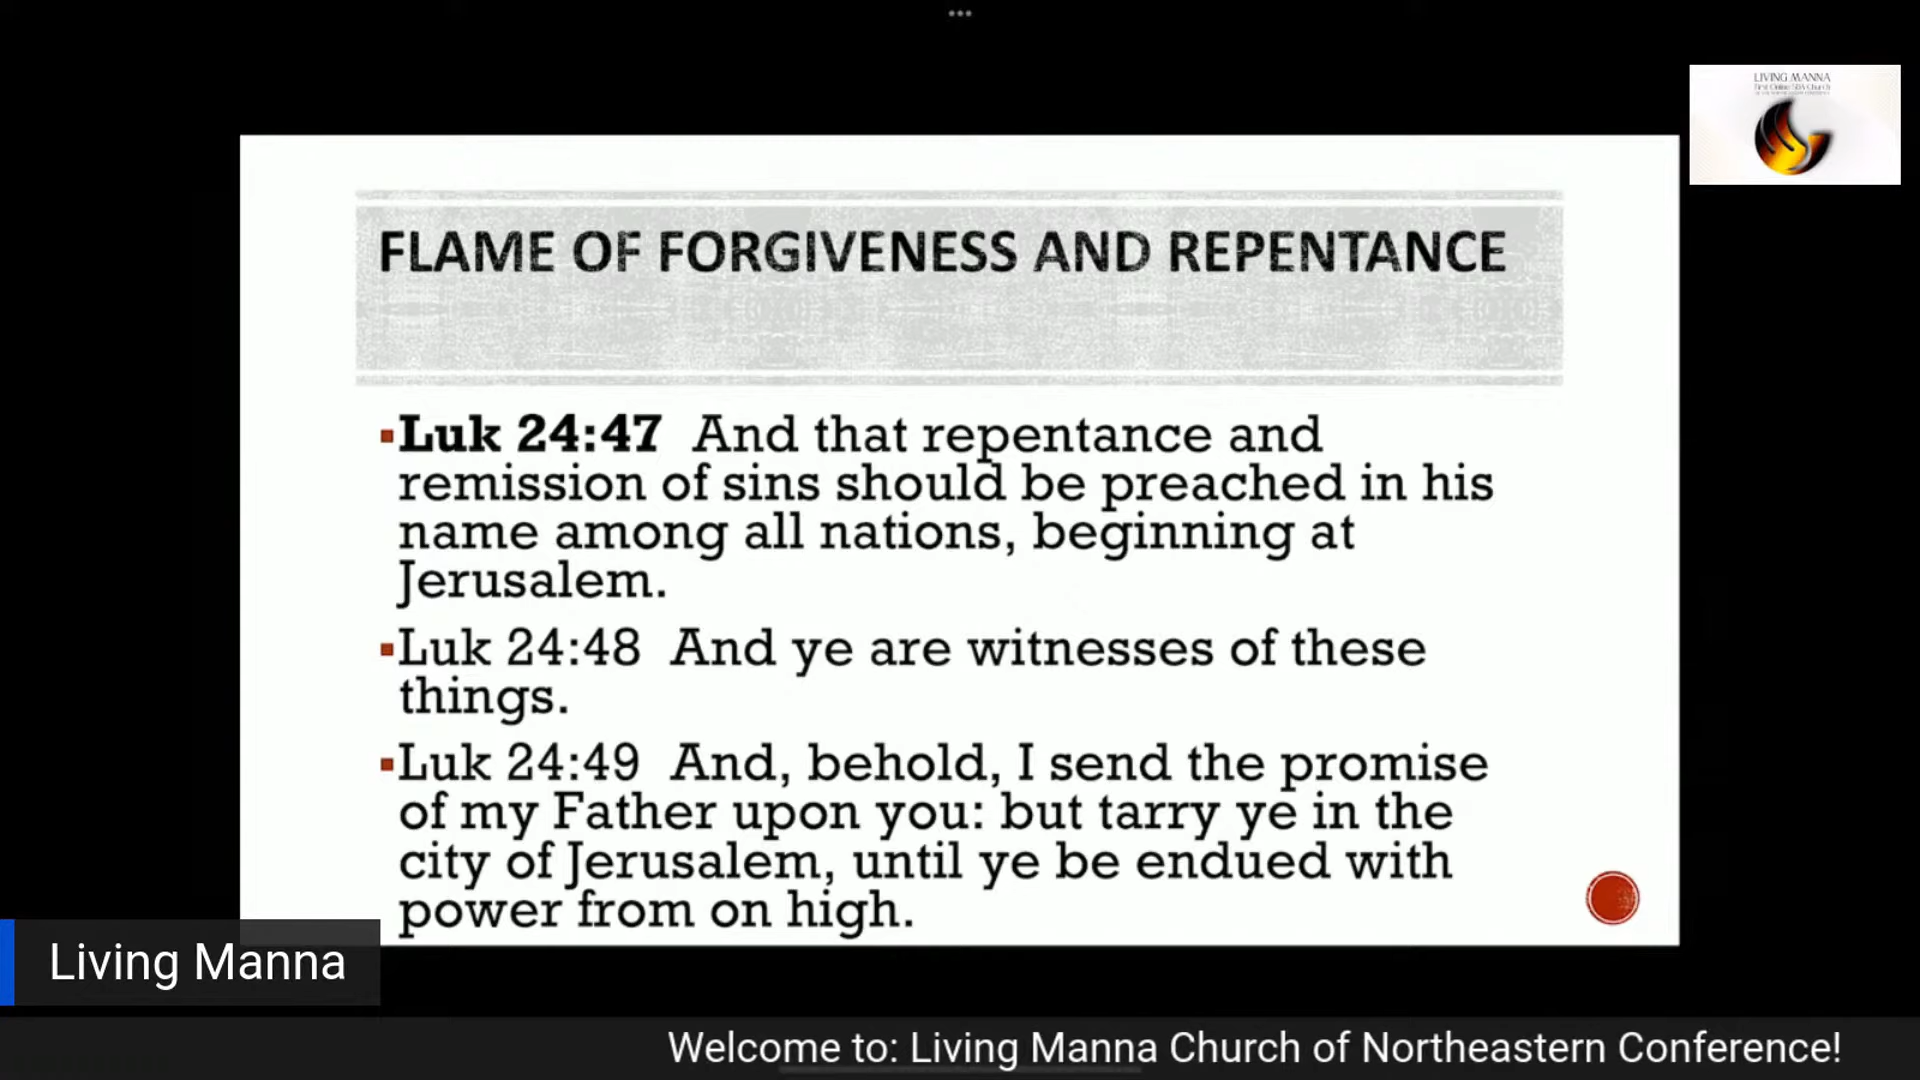 LIVING MANNA
First Online SDA Church
FLAME OF FORGIVENESS AND REPENTANCE
Luk 24:47 And that repentance and
remission of sins should be preached in his
name among all nations, beginning at
Jerusalem.
Luk 24:48 And ye are witnesses of these
things.
Luk 24:49 And, behold, I send the promise
of my Father upon you: but tarry ye in the
city of Jerusalem, until ye be endued with
power from on high.
Living Manna
Welcome to: Living Manna Church of Northeastern Conference!